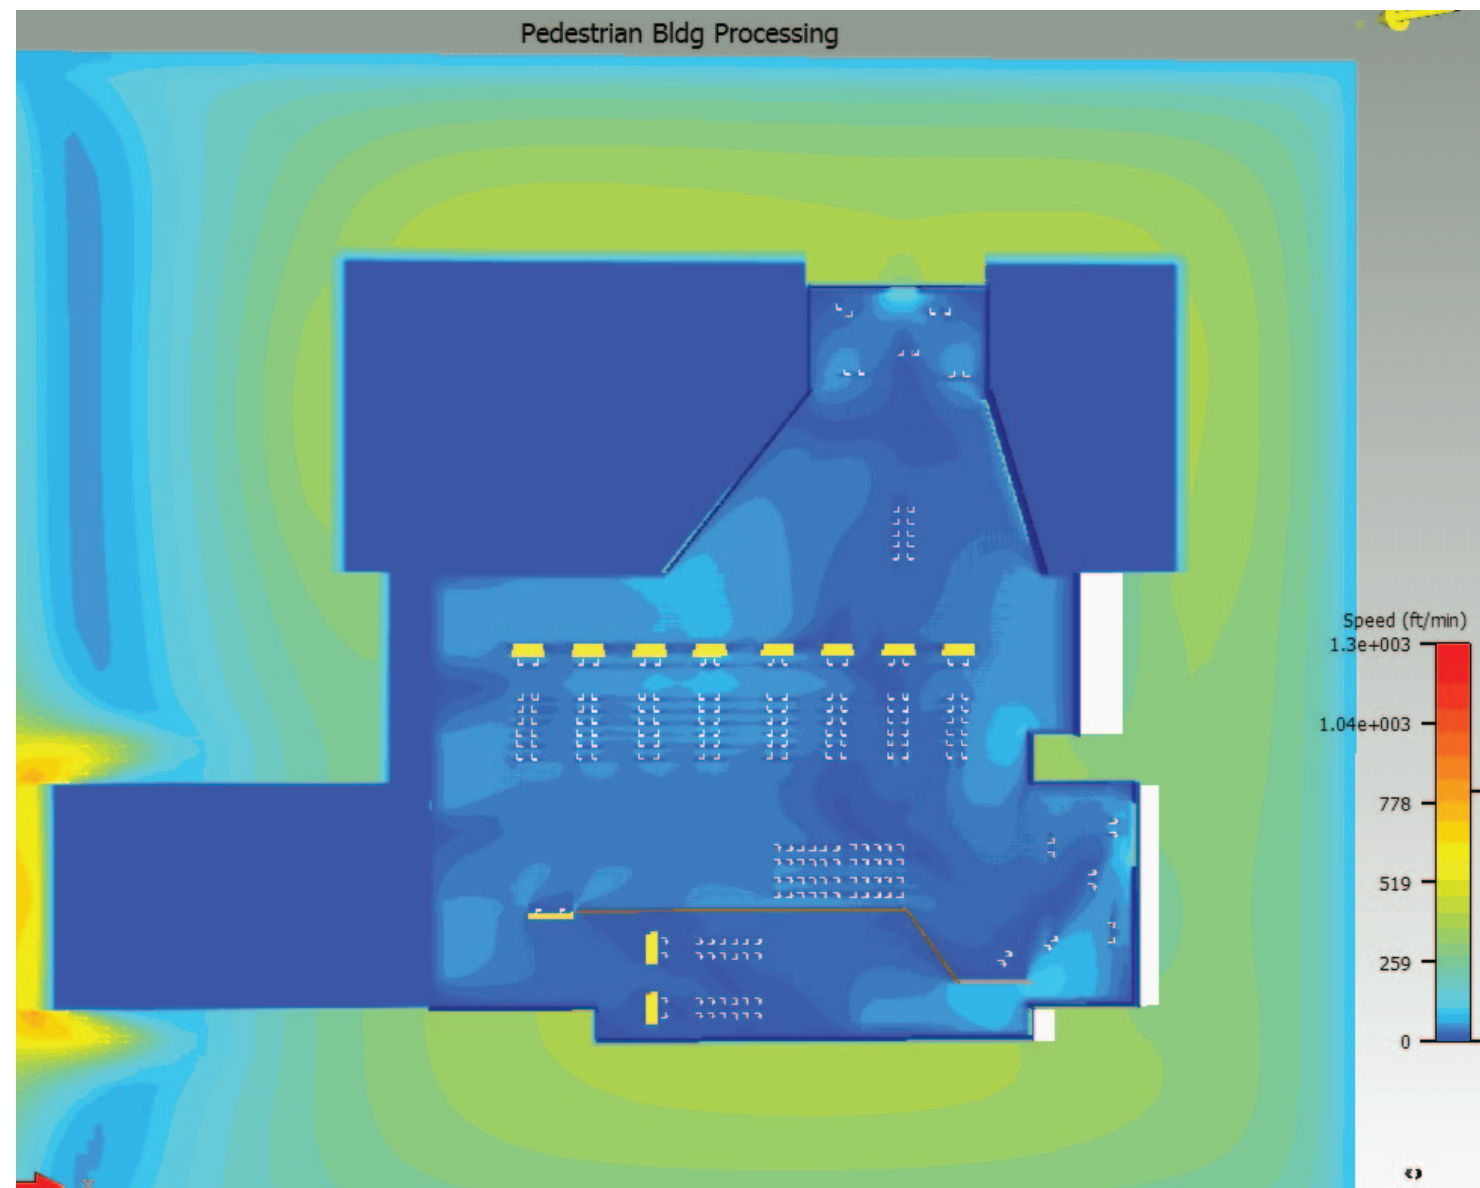 Pedestrian Bldg Processing
Speed (ft/min)
1.3e+003
1.04e+003
778
519
259
0